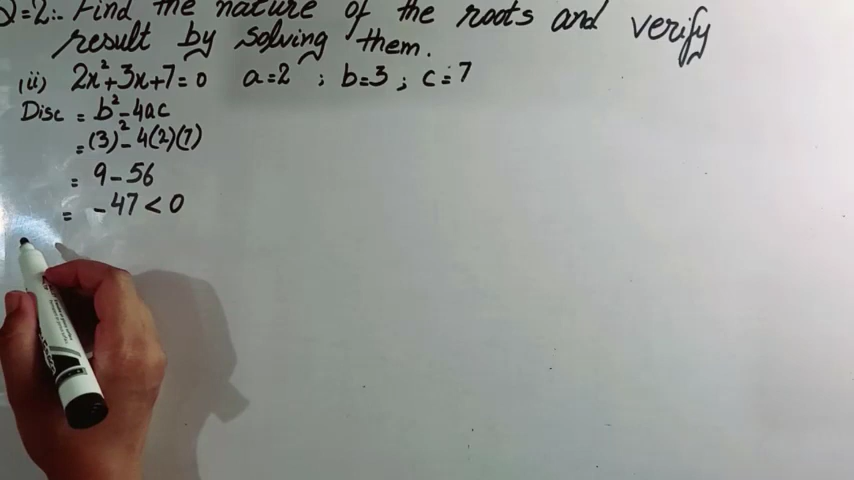 Q=2:- Find the nature of the roots and verify
result by solving them.
(ii) 2x²+3x+7=0 a=2 ; b=3 ; c=7
Disc = b²-4ac
=(3)²-4(2)(7)
= 9-56
= -47<0